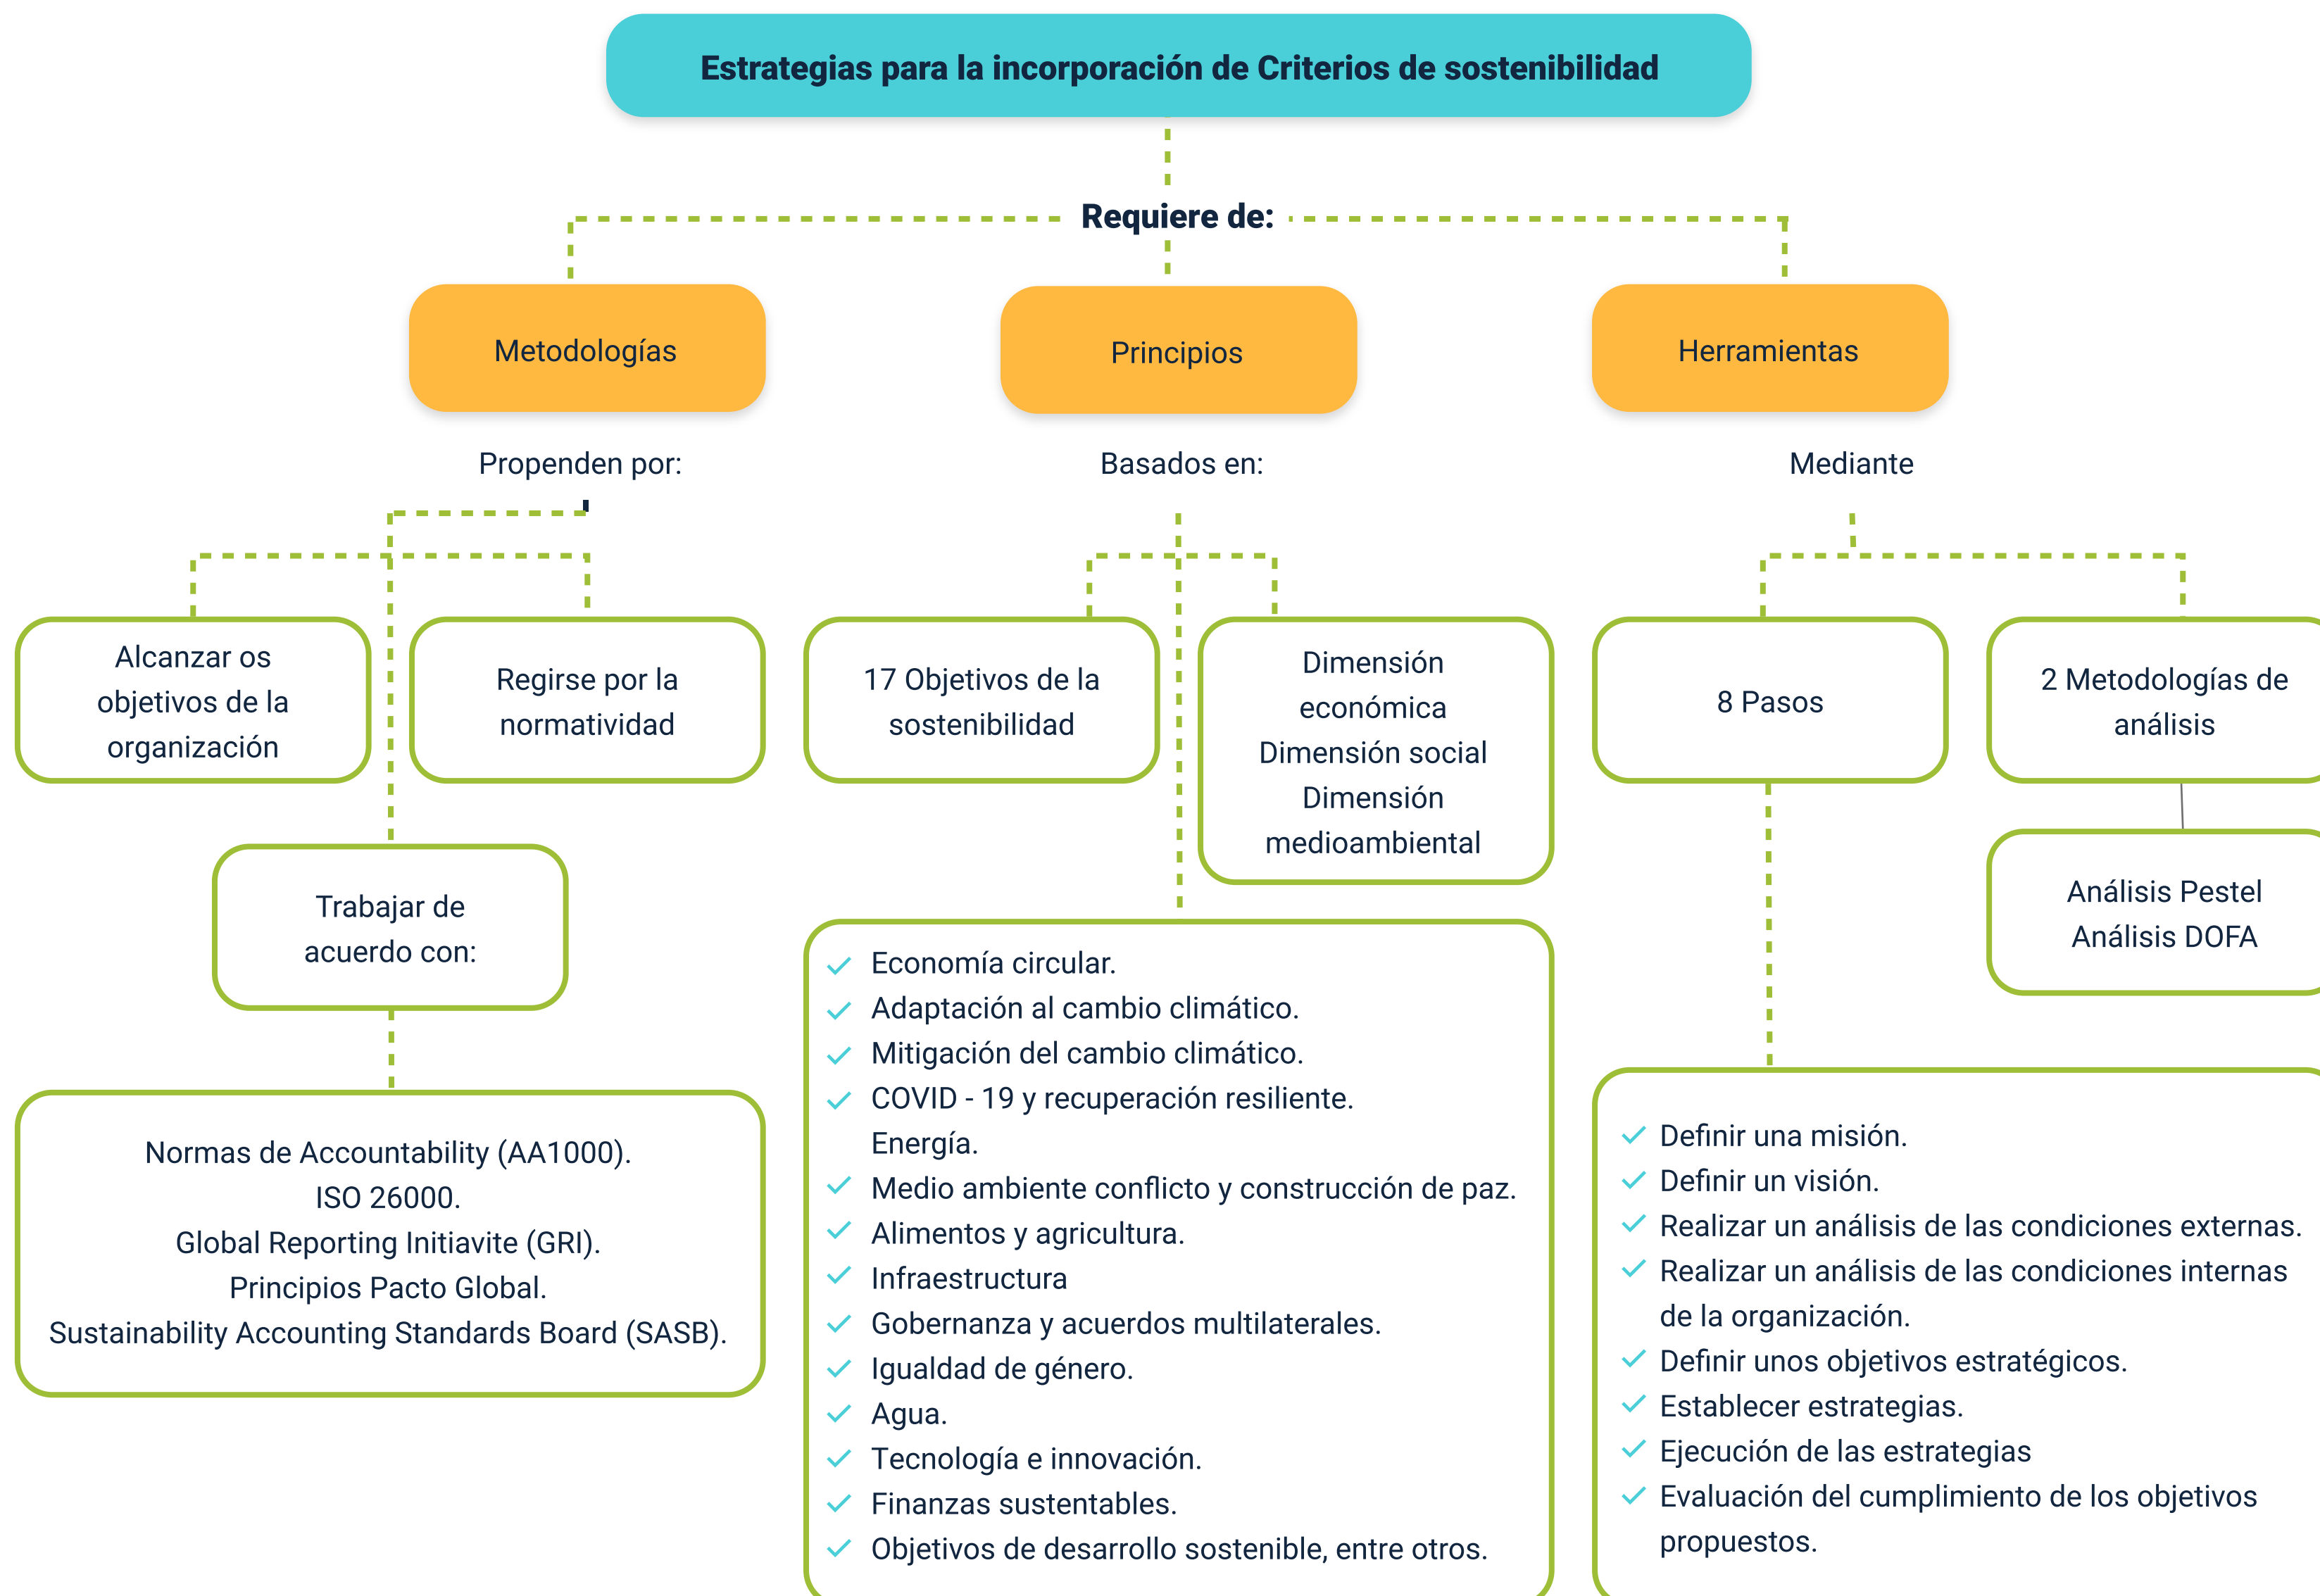 Estrategias para la incorporación de Criterios de sostenibilidad
Requiere de:
Metodologías
Principios
Herramientas
Propenden por:
Basados en:
Mediante
Alcanzar os
objetivos de la
organización
Regirse por la
normatividad
Trabajar de
acuerdo con:
Normas de Accountability (AA1000).
ISO 26000.
Global Reporting Initiavite (GRI).
Principios Pacto Global.
Sustainability Accounting Standards Board (SASB).
17 Objetivos de la
sostenibilidad
Dimensión
económica
Dimensión social
Dimensión
medioambiental
Economía circular.
Adaptación al cambio climático.
Mitigación del cambio climático.
COVID - 19 y recuperación resiliente.
Energía.
Medio ambiente conflicto y construcción de paz.
Alimentos y agricultura.
Infraestructura
Gobernanza y acuerdos multilaterales.
Igualdad de género.
Agua.
Tecnología e innovación.
Finanzas sustentables.
Objetivos de desarrollo sostenible, entre otros.
8 Pasos
2 Metodologías de
análisis
Análisis Pestel
Análisis DOFA
Definir una misión.
Definir un visión.
Realizar un análisis de las condiciones externas.
Realizar un análisis de las condiciones internas
de la organización.
Definir unos objetivos estratégicos.
Establecer estrategias.
Ejecución de las estrategias
Evaluación del cumplimiento de los objetivos
propuestos.